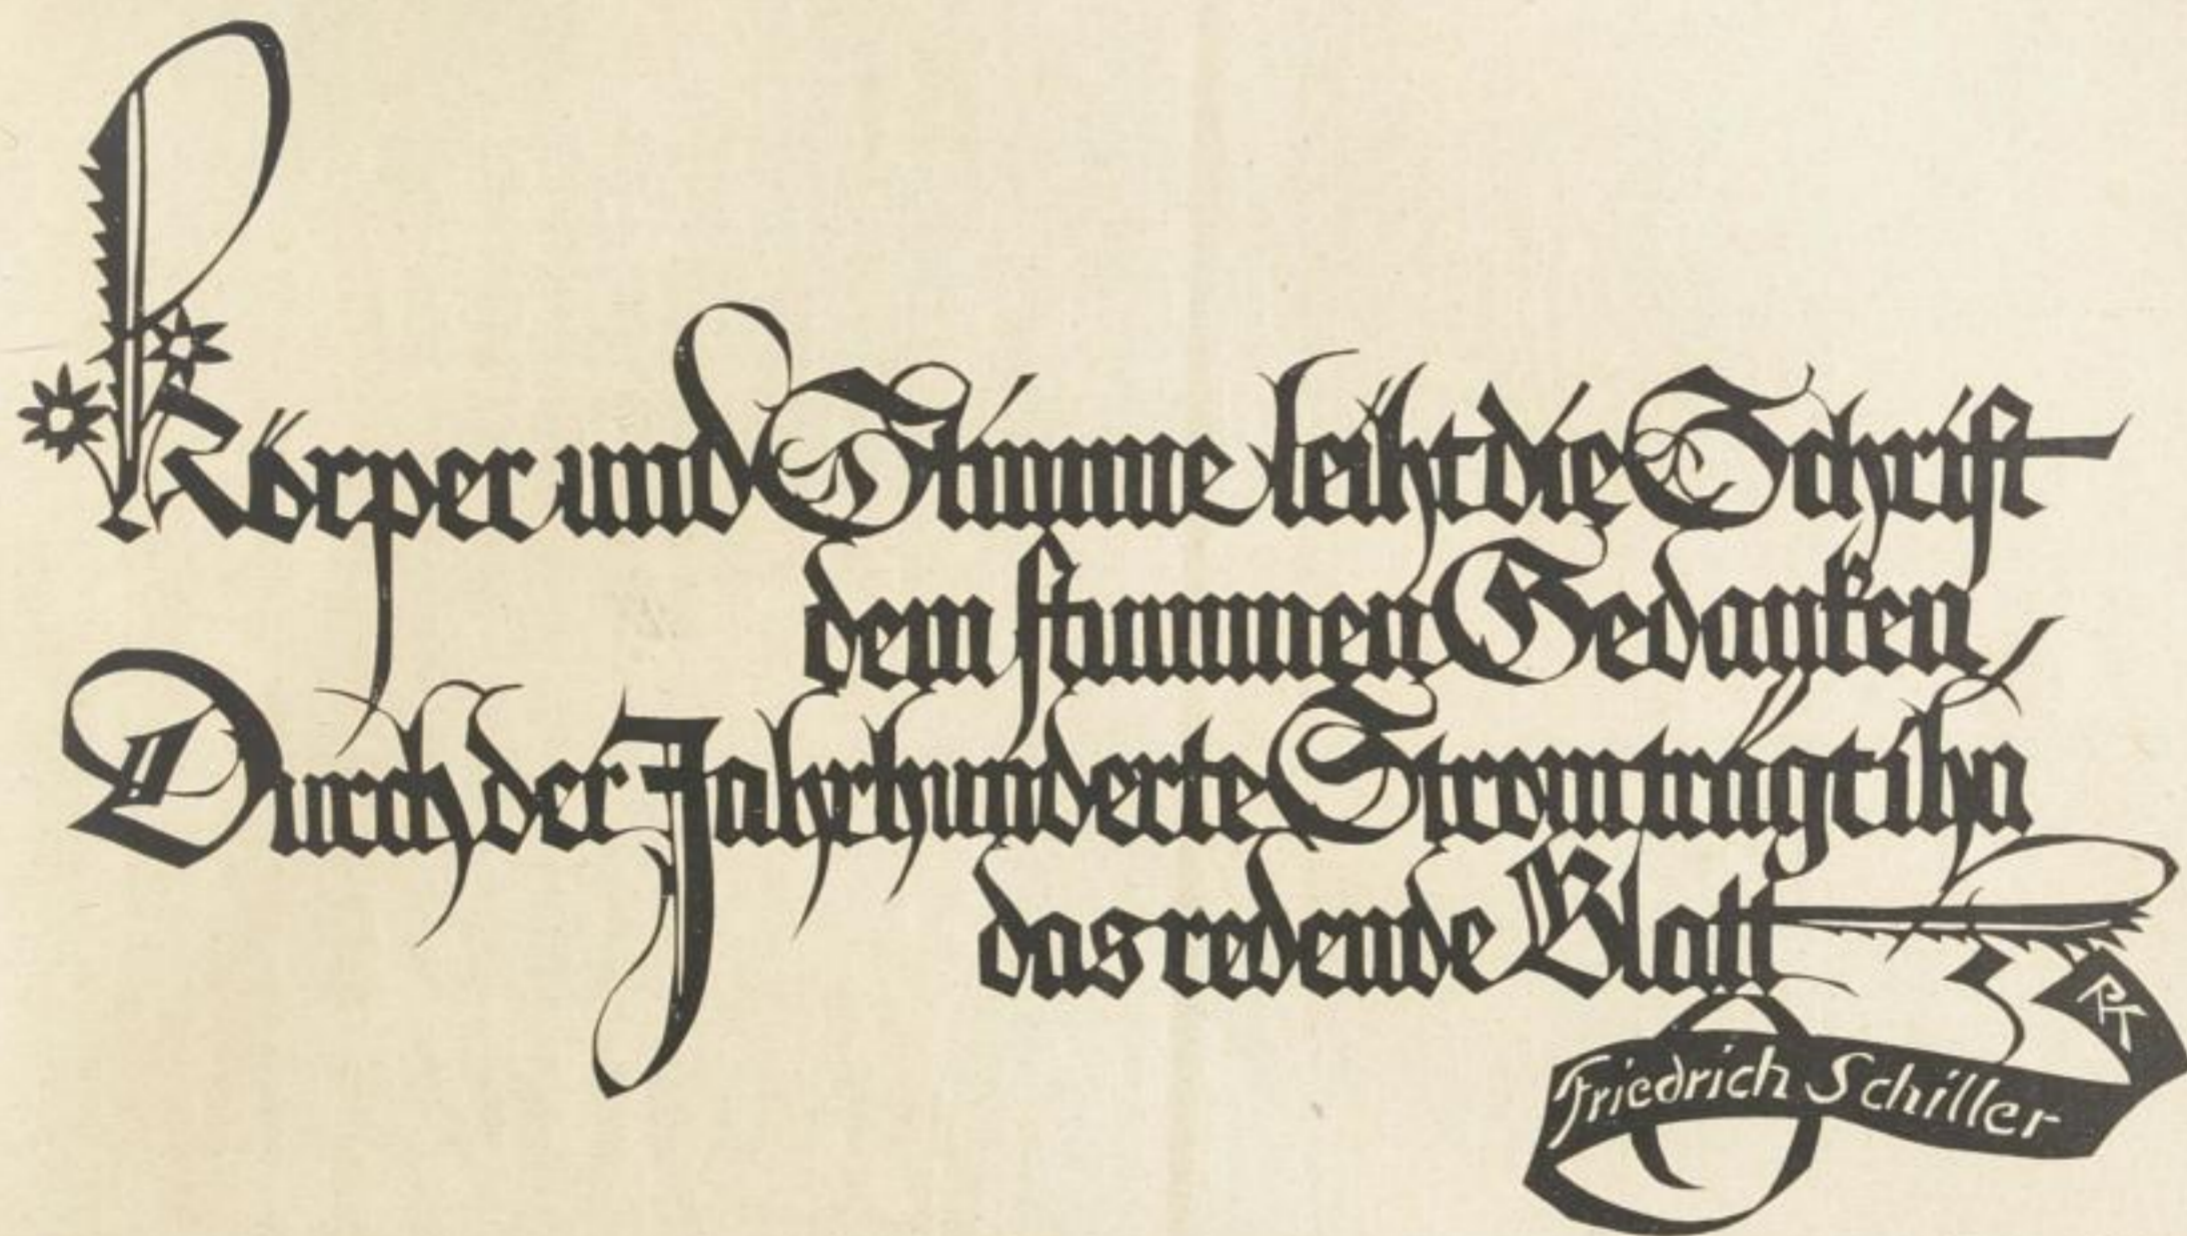 Körper und Stimme leiht die Schrift
dem stummen Gedanken,
Durch der Jahrhunderte Strom trägt ihn
das redende Blatt
RK
Friedrich Schiller